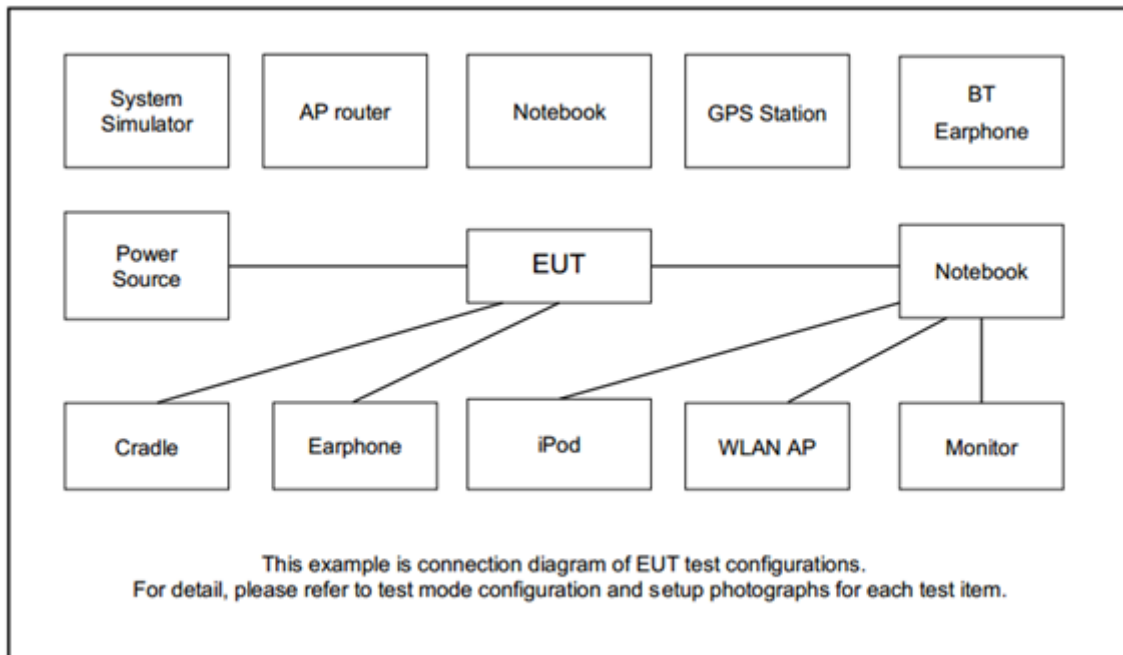 System
Simulator
AP router
Notebook
GPS Station
BT
Earphone
Power
Source
EUT
Notebook
Cradle
Earphone
iPod
WLAN AP
Monitor
This example is connection diagram of EUT test configurations.
For detail, please refer to test mode configuration and setup photographs for each test item.